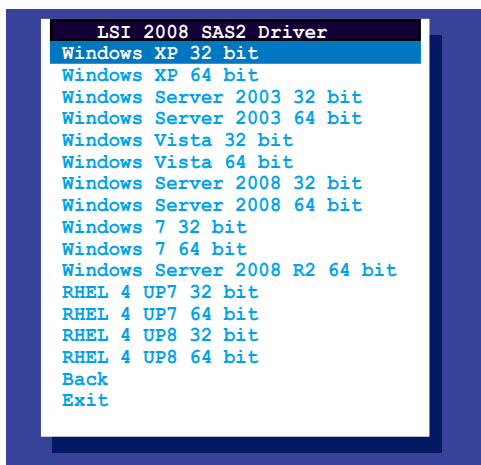 LSI 2008 SAS2 Driver
Windows XP 32 bit
Windows XP 64 bit
Windows Server 2003 32 bit
Windows Server 2003 64 bit
Windows Vista 32 bit
Windows Vista 64 bit
Windows Server 2008 32 bit
Windows Server 2008 64 bit
Windows 7 32 bit
Windows 7 64 bit
Windows Server 2008 R2 64 bit
RHEL 4 UP7 32 bit
RHEL 4 UP7 64 bit
RHEL 4 UP8 32 bit
RHEL 4 UP8 64 bit
Back
Exit